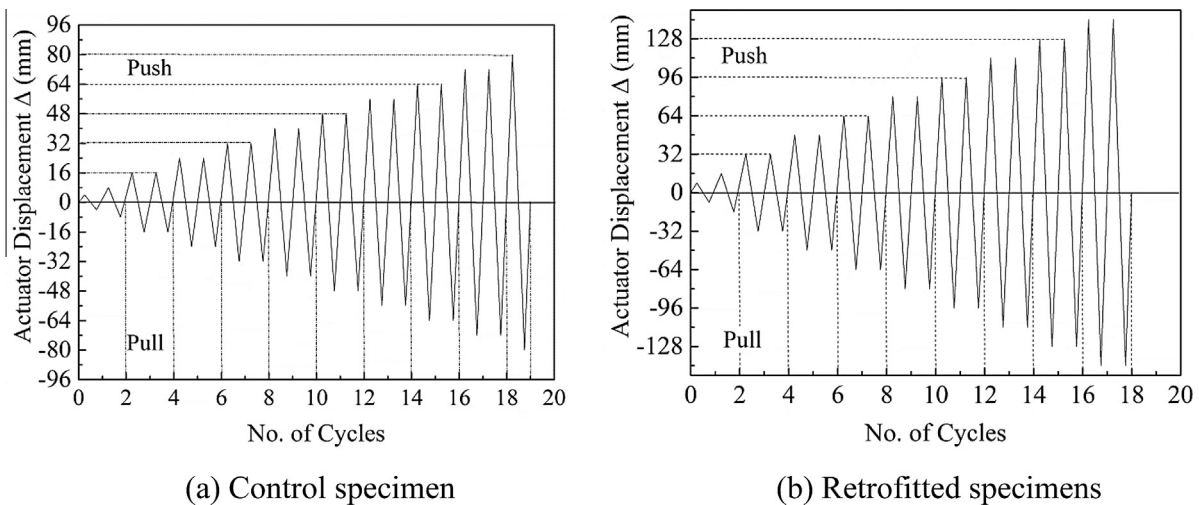 Actuator Displacement Δ (mm)
96
80
64
48
32
16
0
-16
-32
-48
-64
-80
-96
Push
Pull
0 2 4 6 8 10 12 14 16 18 20
No. of Cycles
(a) Control specimen
Actuator Displacement Δ (mm)
128
96
64
32
0
-32
-64
-96
-128
Push
Pull
0 2 4 6 8 10 12 14 16 18 20
No. of Cycles
(b) Retrofitted specimens